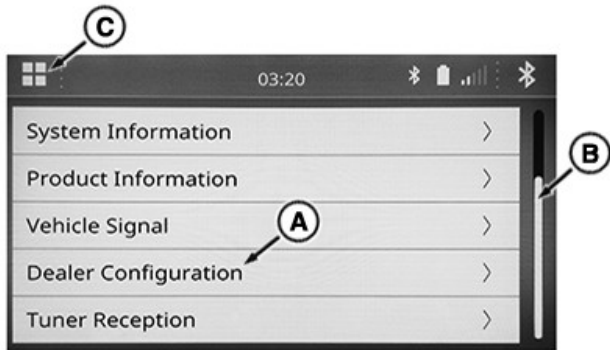 C
03:20
System Information
Product Information
B
Vehicle Signal
A
Dealer Configuration
Tuner Reception